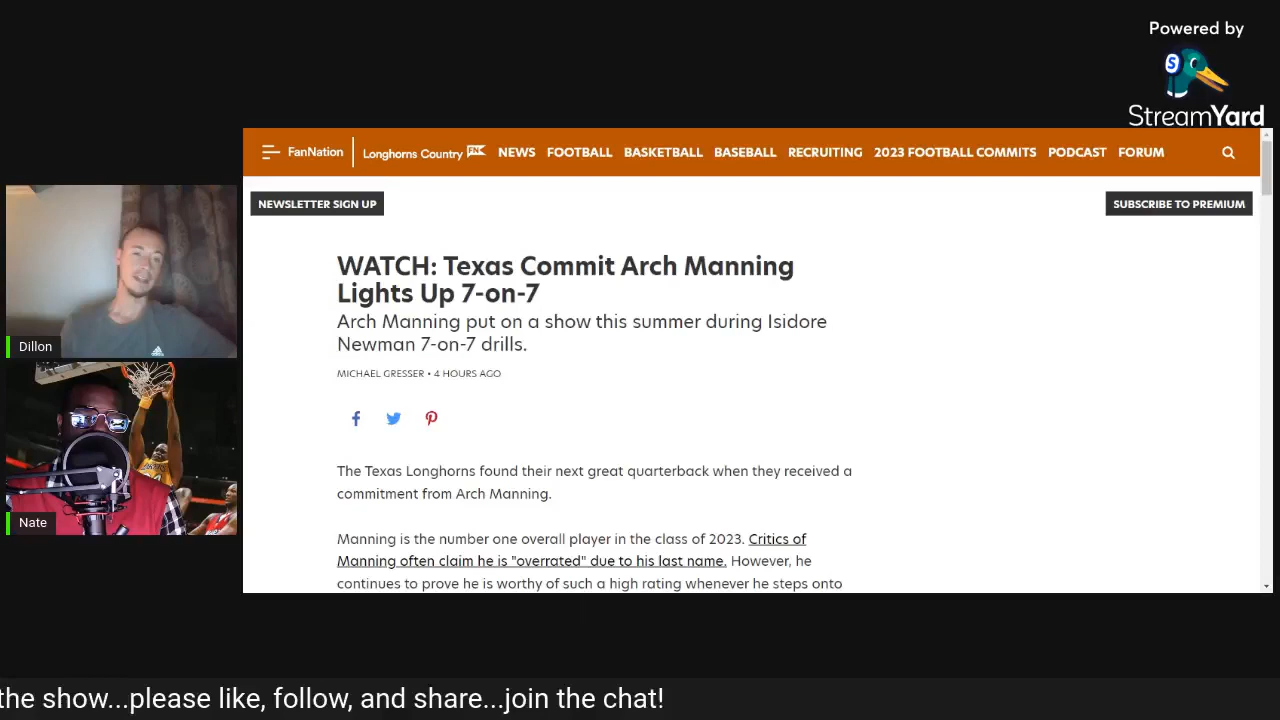 Powered by
S
StreamYard
FanNation
Longhorns Country FN NEWS FOOTBALL BASKETBALL BASEBALL RECRUITING 2023 FOOTBALL COMMITS PODCAST FORUM
NEWSLETTER SIGN UP
SUBSCRIBE TO PREMIUM
WATCH: Texas Commit Arch Manning
Lights Up 7-on-7
Arch Manning put on a show this summer during Isidore
Newman 7-on-7 drills.
MICHAEL GRESSER • 4 HOURS AGO
The Texas Longhorns found their next great quarterback when they received a
commitment from Arch Manning.
Manning is the number one overall player in the class of 2023. Critics of
Manning often claim he is "overrated" due to his last name. However, he
continues to prove he is worthy of such a high rating whenever he steps onto
Dillon
Nate
the show...please like, follow, and share...join the chat!